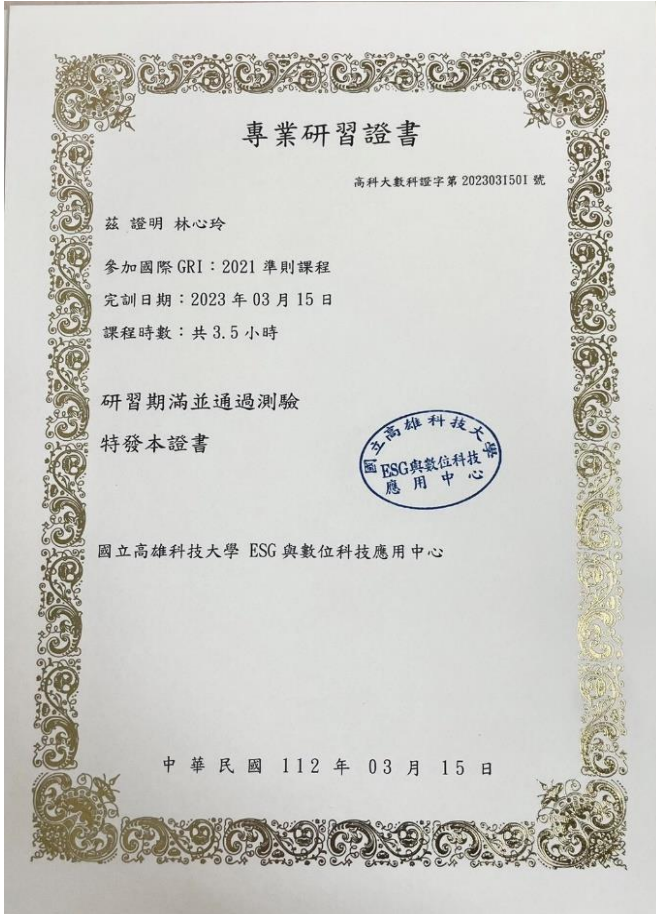 專業研習證書
高科大數科證字第 2023031501 號
茲 證明 林心玲
參加國際 GRI：2021 準則課程
完訓日期：2023 年 03 月 15 日
課程時數：共 3.5 小時
研習期滿並通過測驗
特發本證書
國立高雄科技大學
ESG與數位科技
應用中心
國立高雄科技大學 ESG 與數位科技應用中心
中華民國 112 年 03 月 15 日